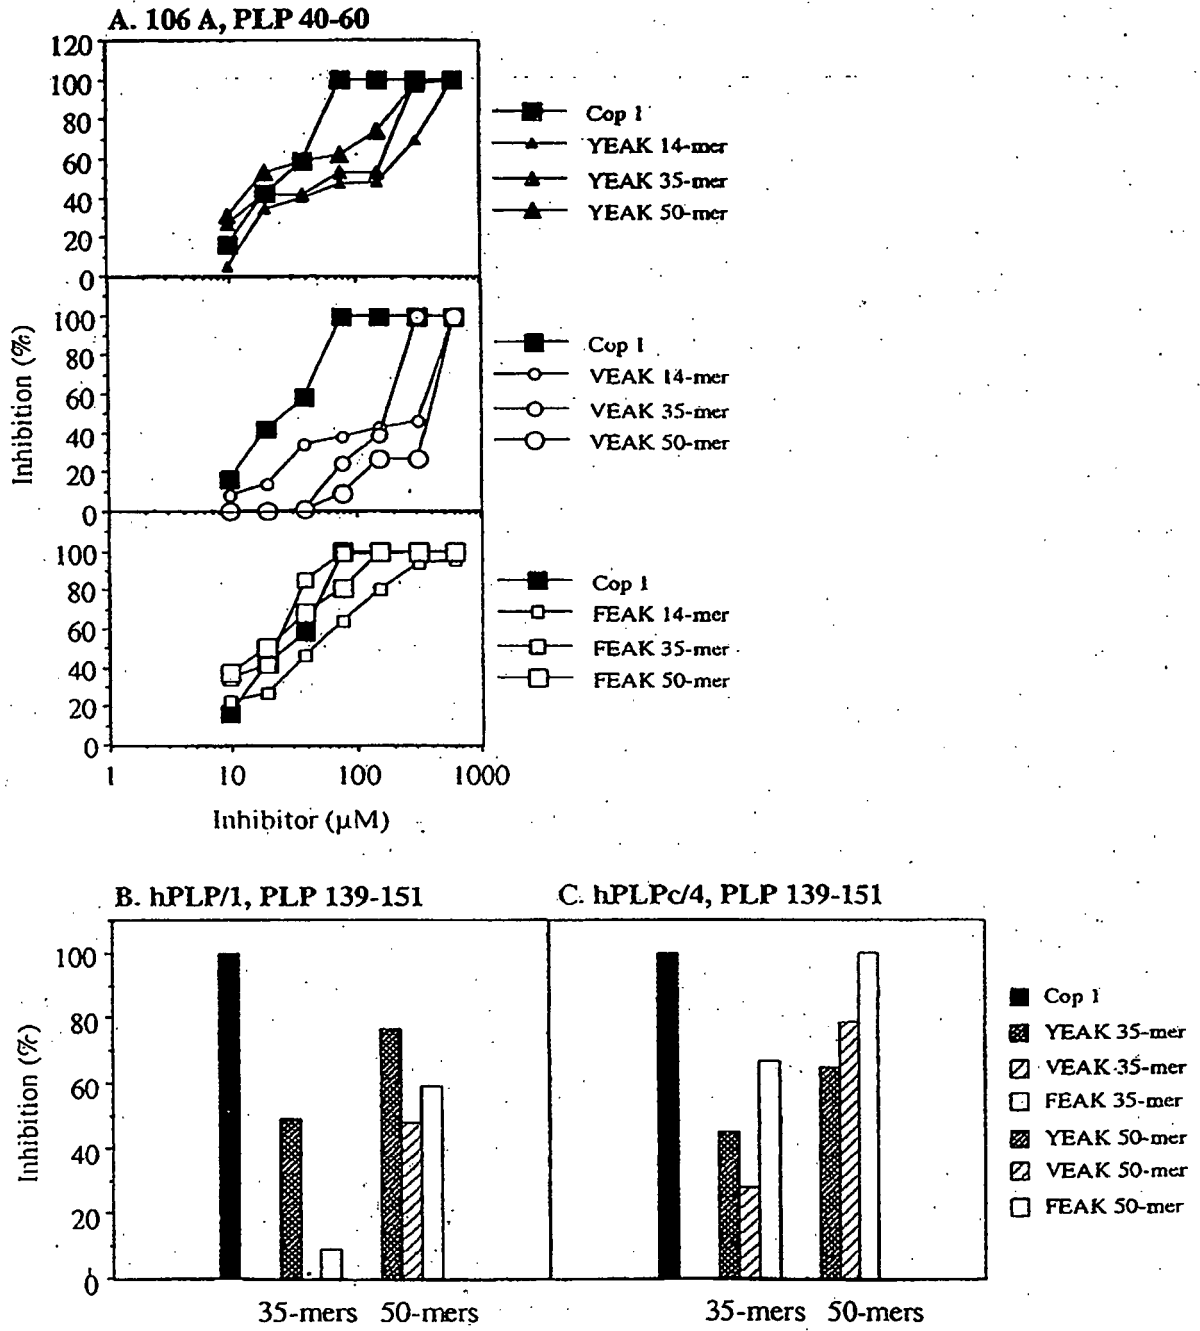 A. 106 A, PLP 40-60
120
100
80
60
40
20
0
Cop 1
YEAK 14-mer
YEAK 35-mer
YEAK 50-mer
100
80
60
40
20
0
Cop 1
VEAK 14-mer
VEAK 35-mer
VEAK 50-mer
Inhibition (%)
100
80
60
40
20
0
Cop 1
FEAK 14-mer
FEAK 35-mer
FEAK 50-mer
1 10 100 1000
Inhibitor (µM)
B. hPLP/1, PLP 139-151
C. hPLPc/4, PLP 139-151
Inhibition (%)
100
80
60
40
20
0
35-mers 50-mers
35-mers 50-mers
Cop 1
YEAK 35-mer
VEAK 35-mer
FEAK 35-mer
YEAK 50-mer
VEAK 50-mer
FEAK 50-mer